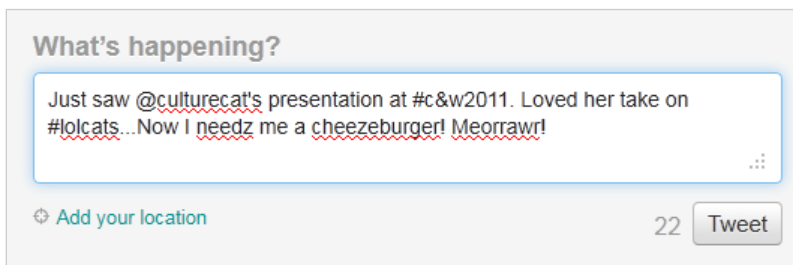 What's happening?
Just saw @culturecat's presentation at #c&w2011. Loved her take on
#lolcats...Now I needz me a cheezeburger! Meorrawr!
Add your location
22 Tweet